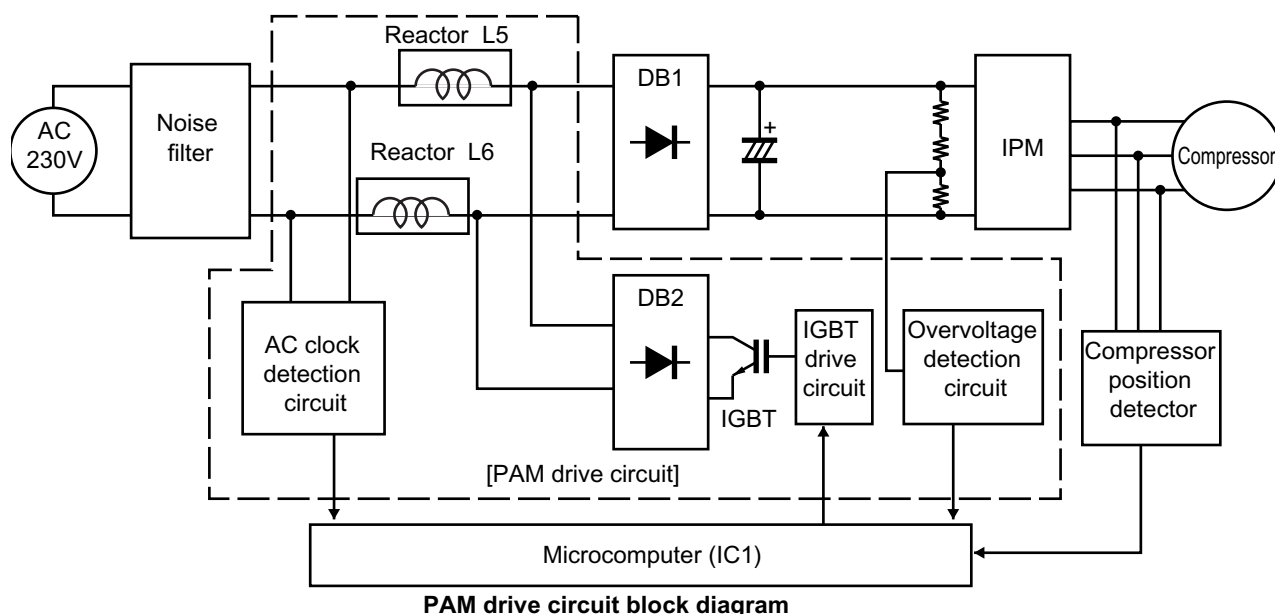 Reactor L5
AC
230V
Noise
filter
DB1
+
IPM
Compressor
Reactor L6
AC clock
detection
circuit
DB2
IGBT
IGBT
drive
circuit
Overvoltage
detection
circuit
Compressor
position
detector
[PAM drive circuit]
Microcomputer (IC1)
PAM drive circuit block diagram